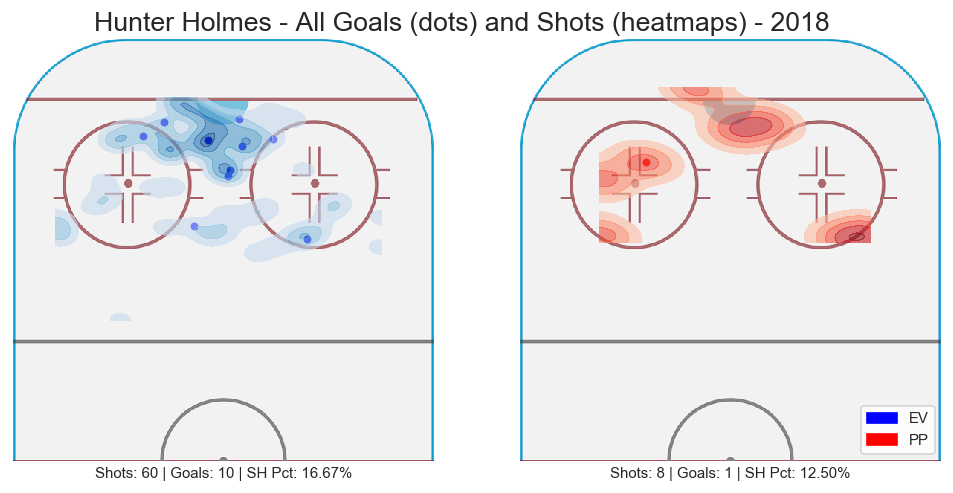 Hunter Holmes - All Goals (dots) and Shots (heatmaps) - 2018
EV
PP
Shots: 60 | Goals: 10 | SH Pct: 16.67%
Shots: 8 | Goals: 1 | SH Pct: 12.50%